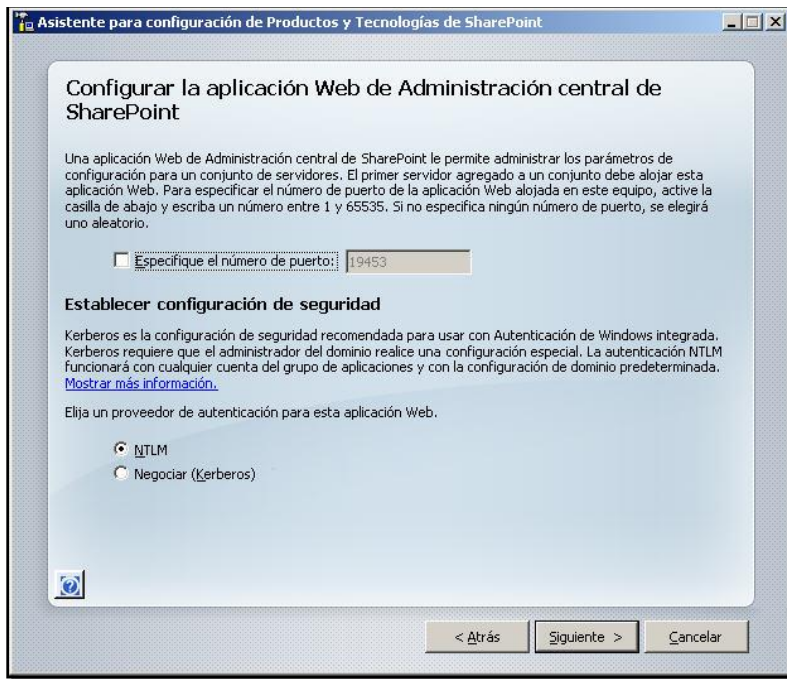 Asistente para configuración de Productos y Tecnologías de SharePoint
Configurar la aplicación Web de Administración central de
SharePoint
Una aplicación Web de Administración central de SharePoint le permite administrar los parámetros de
configuración para un conjunto de servidores. El primer servidor agregado a un conjunto debe alojar esta
aplicación Web. Para especificar el número de puerto de la aplicación Web alojada en este equipo, active la
casilla de abajo y escriba un número entre 1 y 65535. Si no especifica ningún número de puerto, se elegirá
uno aleatorio.
Especifique el número de puerto: 19453
Establecer configuración de seguridad
Kerberos es la configuración de seguridad recomendada para usar con Autenticación de Windows integrada.
Kerberos requiere que el administrador del dominio realice una configuración especial. La autenticación NTLM
funcionará con cualquier cuenta del grupo de aplicaciones y con la configuración de dominio predeterminada.
Mostrar más información.
Elija un proveedor de autenticación para esta aplicación Web.
NTLM
Negociar (Kerberos)
< Atrás Siguiente > Cancelar